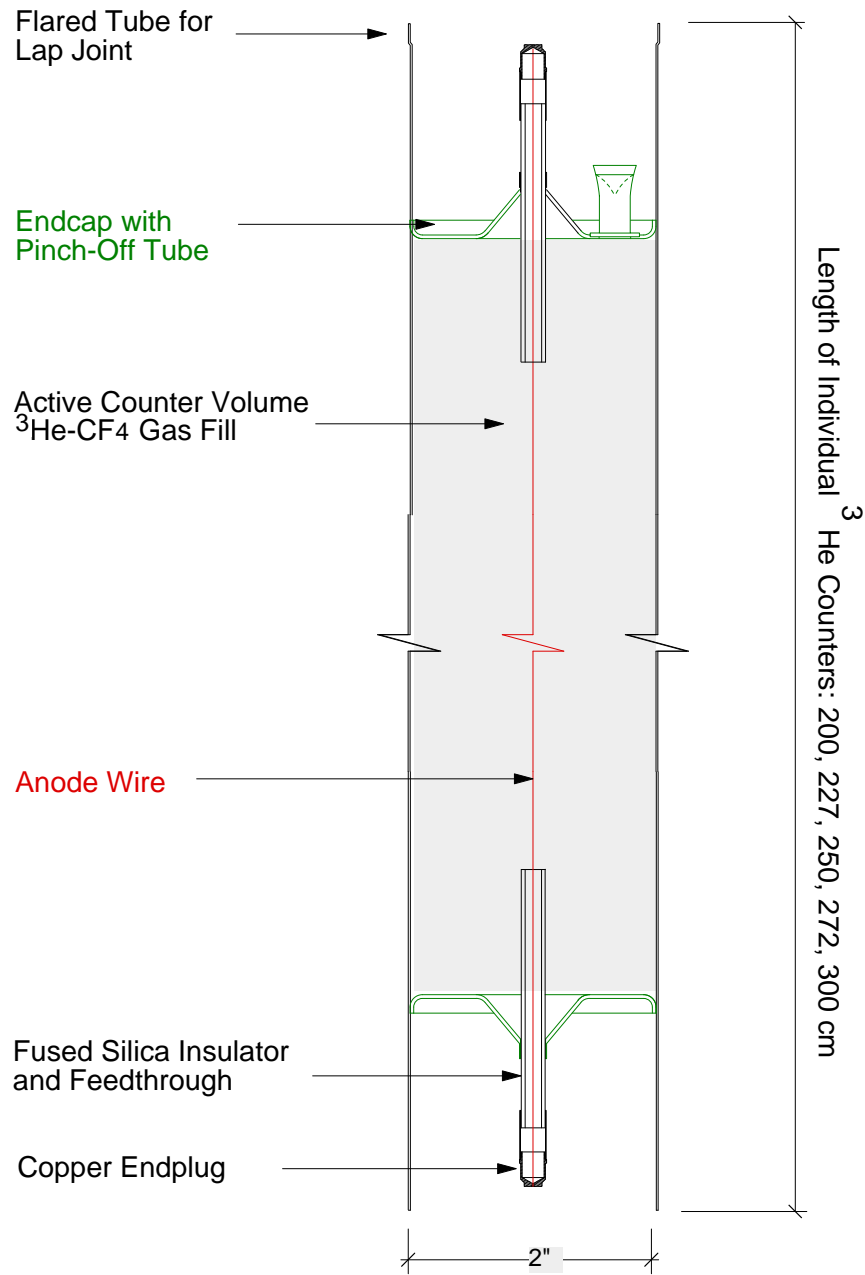 Flared Tube for
Lap Joint
Endcap with
Pinch-Off Tube
Active Counter Volume
³He-CF4 Gas Fill
Anode Wire
Fused Silica Insulator
and Feedthrough
Copper Endplug
Length of Individual ³He Counters: 200, 227, 250, 272, 300 cm
2"